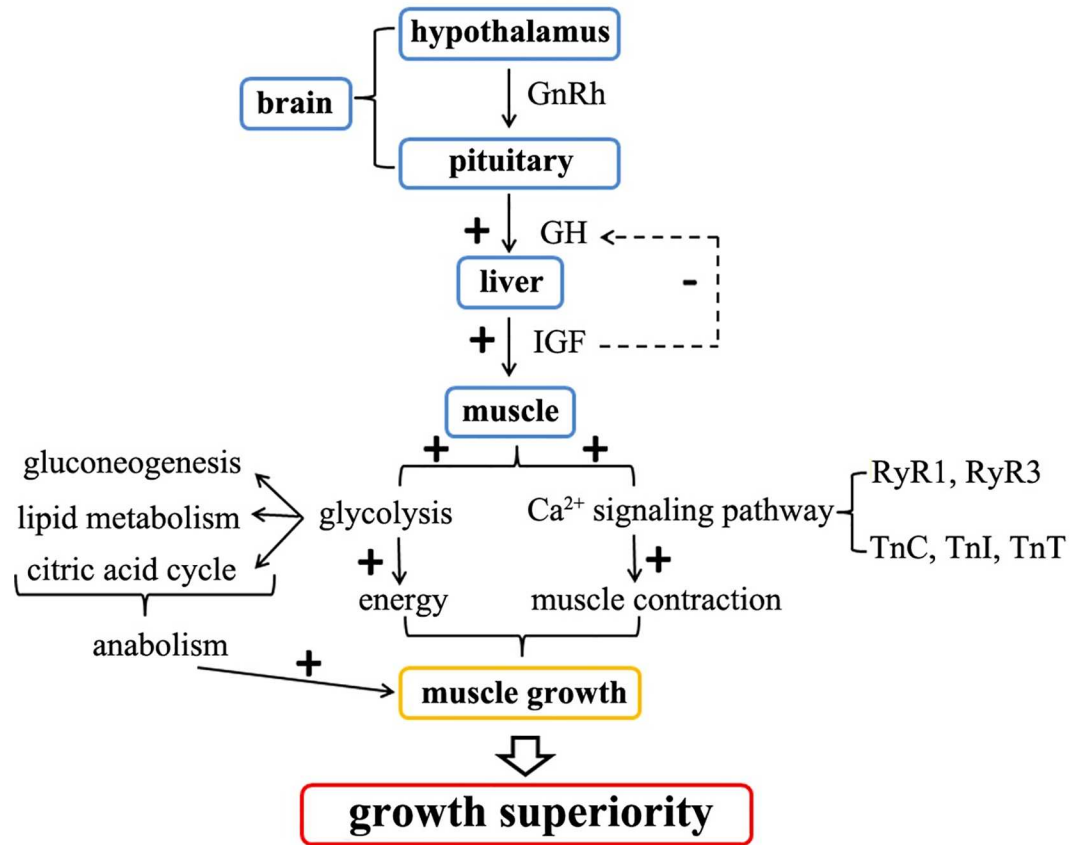 hypothalamus
brain
GnRh
pituitary
+ GH
liver
-
+ IGF
muscle
+ +
gluconeogenesis
lipid metabolism
citric acid cycle
glycolysis
Ca²⁺ signaling pathway
RyR1, RyR3
TnC, TnI, TnT
+ +
energy
muscle contraction
anabolism
+
muscle growth
growth superiority